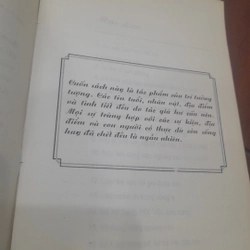 Cuốn sách này là tác phẩm của trí tưởng
tượng. Các tên tuổi, nhân vật, địa điểm
và tình tiết đều do tác giả hư cấu nên.
Mọi sự trùng hợp với các sự kiện, địa
điểm và con người có thực dù còn sống
hay đã chết đều là ngẫu nhiên.